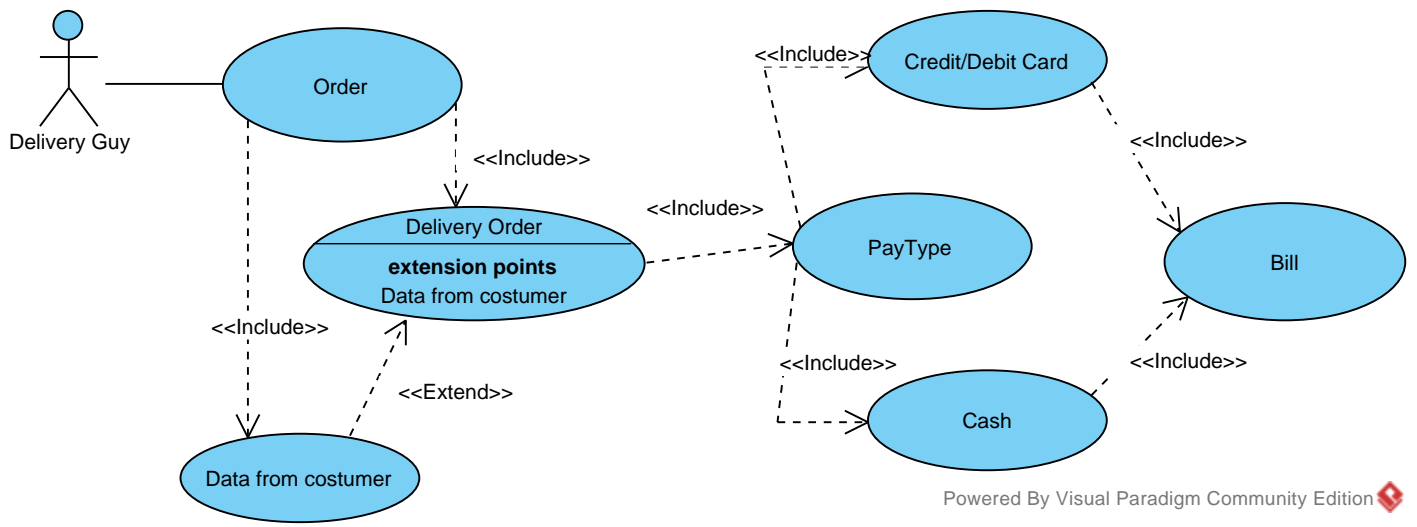 Delivery Guy
Order
<<Include>>
<<Include>>
Delivery Order
extension points
Data from costumer
<<Extend>>
Data from costumer
<<Include>>
PayType
<<Include>>
Credit/Debit Card
<<Include>>
Cash
<<Include>>
<<Include>>
Bill
Powered By Visual Paradigm Community Edition